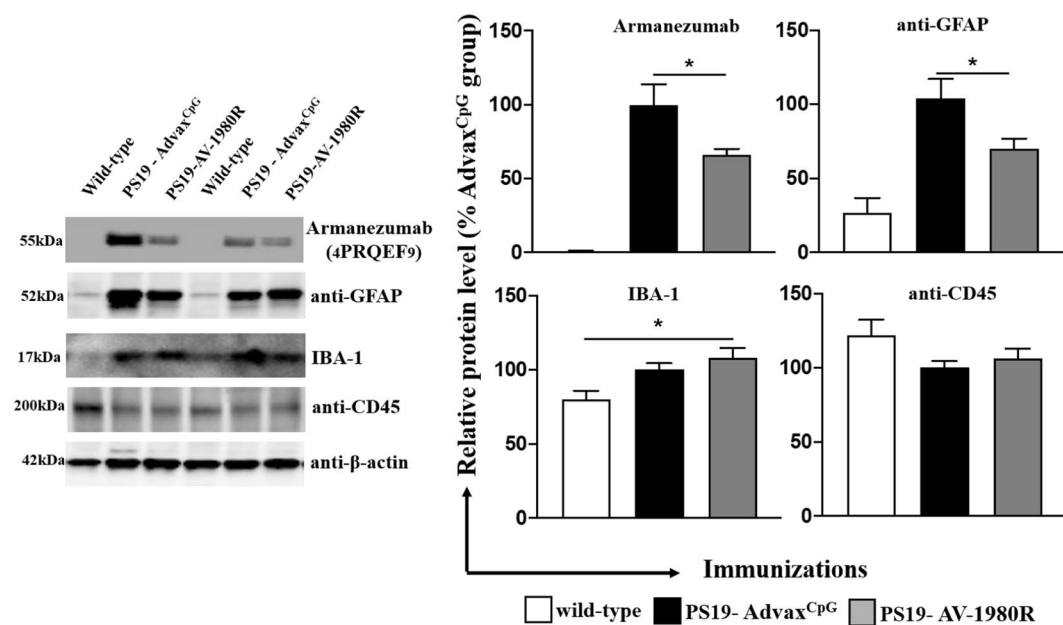 Wild-type
PS19 - Advax^CpG
PS19-AV-1980R
Wild-type
PS19 - Advax^CpG
PS19-AV-1980R
55kDa
Armanezumab
(4PRQEF9)
52kDa
anti-GFAP
17kDa
IBA-1
200kDa
anti-CD45
42kDa
anti-β-actin
Relative protein level (% Advax^CpG group)
Armanezumab
150
100
50
0
*
anti-GFAP
150
100
50
0
*
IBA-1
150
100
50
0
*
anti-CD45
150
100
50
0
Immunizations
wild-type PS19- Advax^CpG PS19- AV-1980R